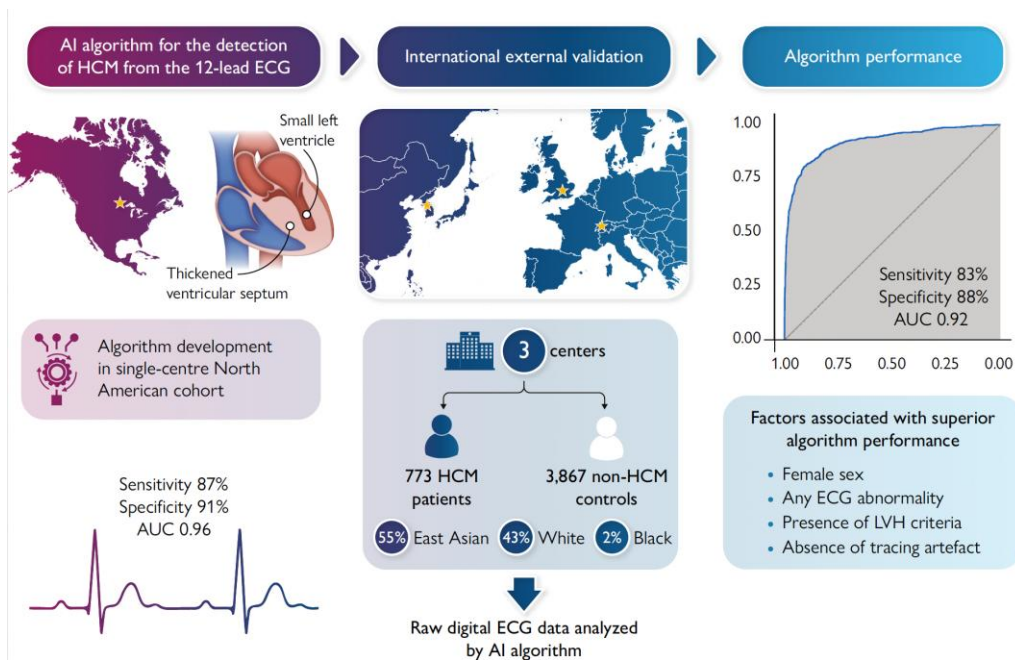 AI algorithm for the detection
of HCM from the 12-lead ECG
International external validation
Algorithm performance
Small left
ventricle
Thickened
ventricular septum
Algorithm development
in single-centre North
American cohort
Sensitivity 87%
Specificity 91%
AUC 0.96
3 centers
773 HCM
patients
3,867 non-HCM
controls
55% East Asian 43% White 2% Black
Raw digital ECG data analyzed
by AI algorithm
1.00
0.75
0.50
0.25
0.00
1.00 0.75 0.50 0.25 0.00
Sensitivity 83%
Specificity 88%
AUC 0.92
Factors associated with superior
algorithm performance
• Female sex
• Any ECG abnormality
• Presence of LVH criteria
• Absence of tracing artefact